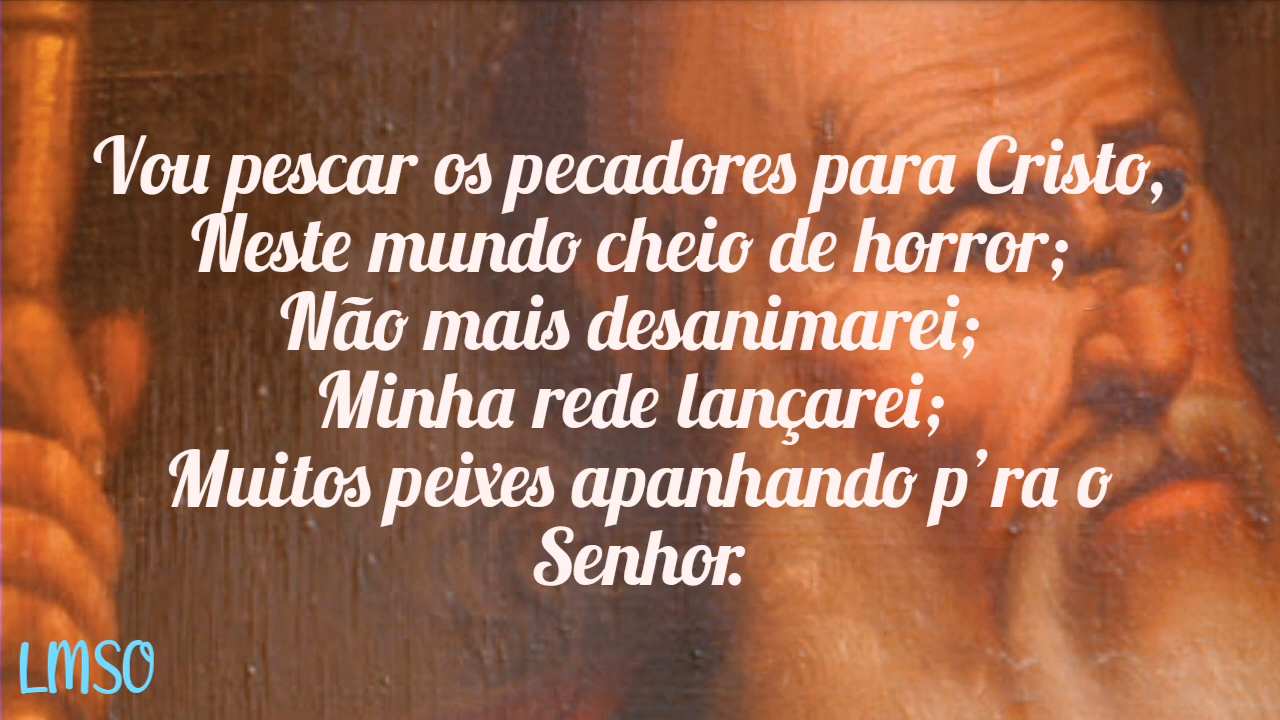 Vou pescar os pecadores para Cristo,
Neste mundo cheio de horror;
Não mais desanimarei;
Minha rede lançarei;
Muitos peixes apanhando p’ra o
Senhor.
LMSO